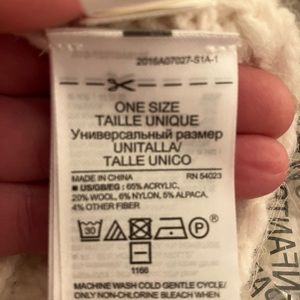 2016A07027-S1A-1
ONE SIZE
TAILLE UNIQUE
Универсальный размер
UNITALLA/
TALLE UNICO
MADE IN CHINA RN 54023
■ US/GB/EG : 65% ACRYLIC,
20% WOOL, 6% NYLON, 5% ALPACA,
4% OTHER FIBER
30 P
1166
MACHINE WASH COLD GENTLE CYCLE/
ONLY NON-CHLORINE BLEACH WHEN